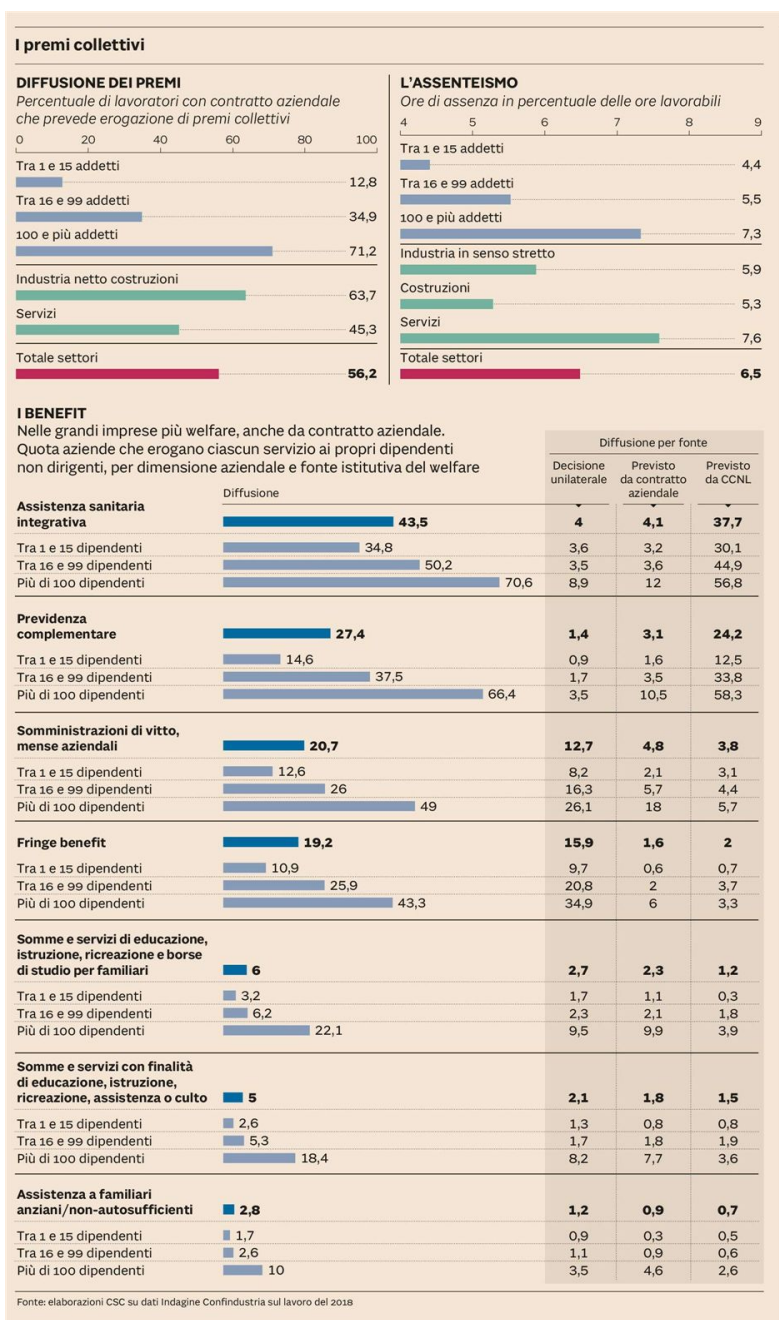 I premi collettivi
DIFFUSIONE DEI PREMI
Percentuale di lavoratori con contratto aziendale
che prevede erogazione di premi collettivi
0 20 40 60 80 100
Tra 1 e 15 addetti
12,8
Tra 16 e 99 addetti
34,9
100 e più addetti
71,2
Industria netto costruzioni
63,7
Servizi
45,3
Totale settori
56,2
L'ASSENTEISMO
Ore di assenza in percentuale delle ore lavorabili
4 5 6 7 8 9
Tra 1 e 15 addetti
4,4
Tra 16 e 99 addetti
5,5
100 e più addetti
7,3
Industria in senso stretto
5,9
Costruzioni
5,3
Servizi
7,6
Totale settori
6,5
I BENEFIT
Nelle grandi imprese più welfare, anche da contratto aziendale.
Quota aziende che erogano ciascun servizio ai propri dipendenti
non dirigenti, per dimensione aziendale e fonte istitutiva del welfare
Diffusione per fonte
Diffusione
Decisione unilaterale
Previsto da contratto aziendale
Previsto da CCNL
Assistenza sanitaria
integrativa 43,5 4 4,1 37,7
Tra 1 e 15 dipendenti 34,8 3,6 3,2 30,1
Tra 16 e 99 dipendenti 50,2 3,5 3,6 44,9
Più di 100 dipendenti 70,6 8,9 12 56,8
Previdenza
complementare 27,4 1,4 3,1 24,2
Tra 1 e 15 dipendenti 14,6 0,9 1,6 12,5
Tra 16 e 99 dipendenti 37,5 1,7 3,5 33,8
Più di 100 dipendenti 66,4 3,5 10,5 58,3
Somministrazioni di vitto,
mense aziendali 20,7 12,7 4,8 3,8
Tra 1 e 15 dipendenti 12,6 8,2 2,1 3,1
Tra 16 e 99 dipendenti 26 16,3 5,7 4,4
Più di 100 dipendenti 49 26,1 18 5,7
Fringe benefit 19,2 15,9 1,6 2
Tra 1 e 15 dipendenti 10,9 9,7 0,6 0,7
Tra 16 e 99 dipendenti 25,9 20,8 2 3,7
Più di 100 dipendenti 43,3 34,9 6 3,3
Somme e servizi di educazione,
istruzione, ricreazione e borse
di studio per familiari 6 2,7 2,3 1,2
Tra 1 e 15 dipendenti 3,2 1,7 1,1 0,3
Tra 16 e 99 dipendenti 6,2 2,3 2,1 1,8
Più di 100 dipendenti 22,1 9,5 9,9 3,9
Somme e servizi con finalità
di educazione, istruzione,
ricreazione, assistenza o culto 5 2,1 1,8 1,5
Tra 1 e 15 dipendenti 2,6 1,3 0,8 0,8
Tra 16 e 99 dipendenti 5,3 1,7 1,8 1,9
Più di 100 dipendenti 18,4 8,2 7,7 3,6
Assistenza a familiari
anziani/non-autosufficienti 2,8 1,2 0,9 0,7
Tra 1 e 15 dipendenti 1,7 0,9 0,3 0,5
Tra 16 e 99 dipendenti 2,6 1,1 0,9 0,6
Più di 100 dipendenti 10 3,5 4,6 2,6
Fonte: elaborazioni CSC su dati Indagine Confindustria sul lavoro del 2018